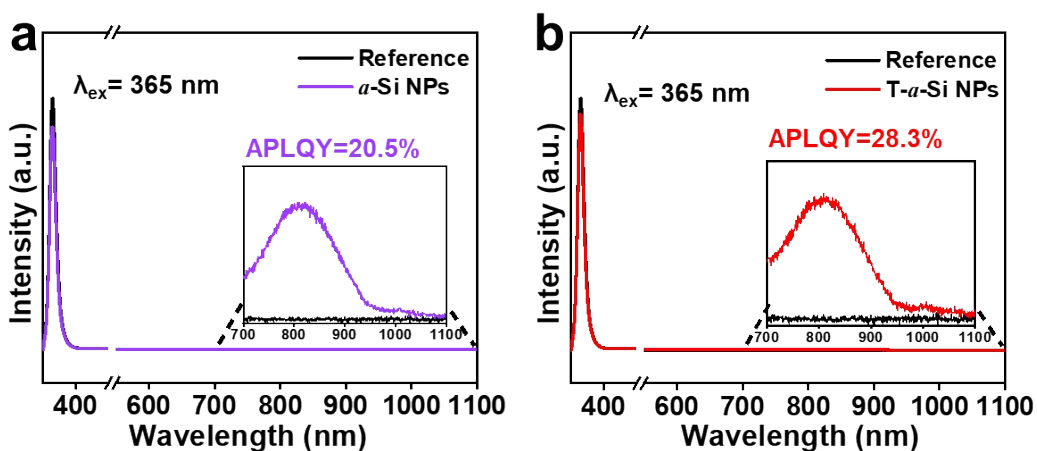 a
Reference
a-Si NPs
λex= 365 nm
APLQY=20.5%
700 800 900 1000 1100
Intensity (a.u.)
400 600 700 800 900 1000 1100
Wavelength (nm)
b
Reference
T-a-Si NPs
λex= 365 nm
APLQY=28.3%
700 800 900 1000 1100
Intensity (a.u.)
400 600 700 800 900 1000 1100
Wavelength (nm)